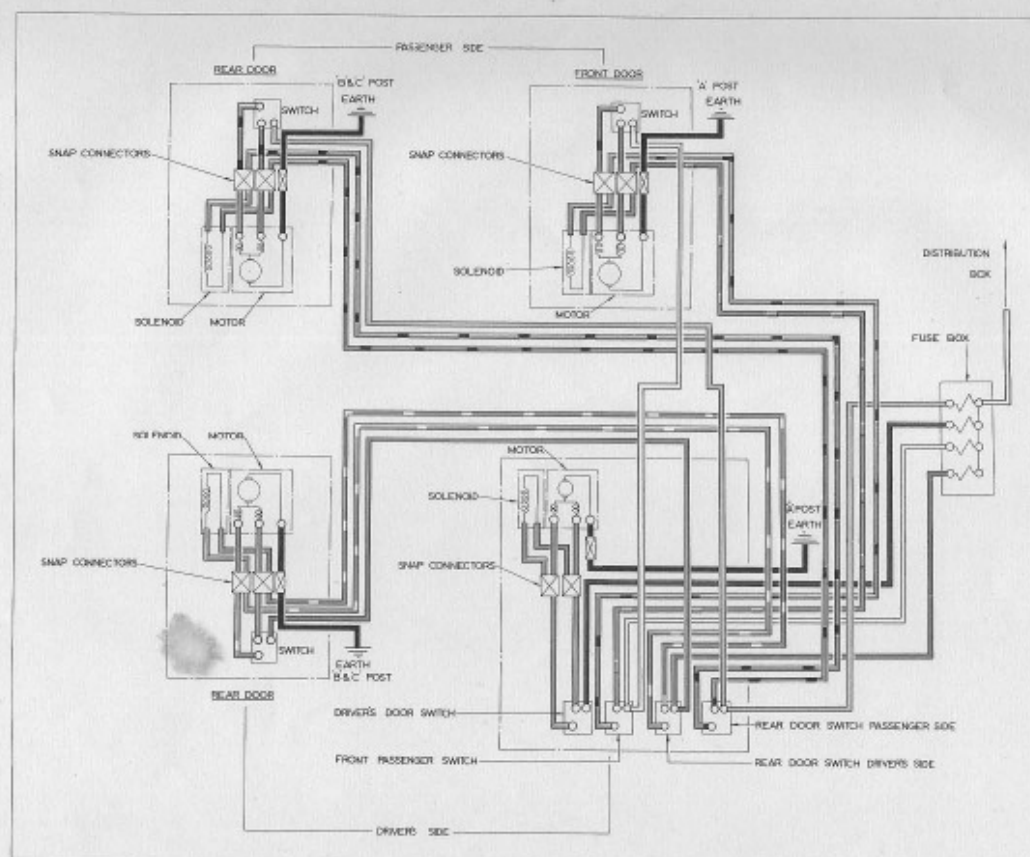 PASSENGER SIDE
REAR DOOR
FRONT DOOR
'B&C' POST
EARTH
'A' POST
EARTH
SWITCH
SWITCH
SNAP CONNECTORS
SNAP CONNECTORS
DISTRIBUTION
BOX
SOLENOID
SOLENOID
MOTOR
MOTOR
FUSE BOX
SOLENOID
MOTOR
MOTOR
SOLENOID
'A' POST
EARTH
SNAP CONNECTORS
SNAP CONNECTORS
SWITCH
EARTH
'B&C' POST
REAR DOOR
DRIVER'S DOOR SWITCH
REAR DOOR SWITCH PASSENGER SIDE
FRONT PASSENGER SWITCH
REAR DOOR SWITCH DRIVER'S SIDE
DRIVER'S SIDE